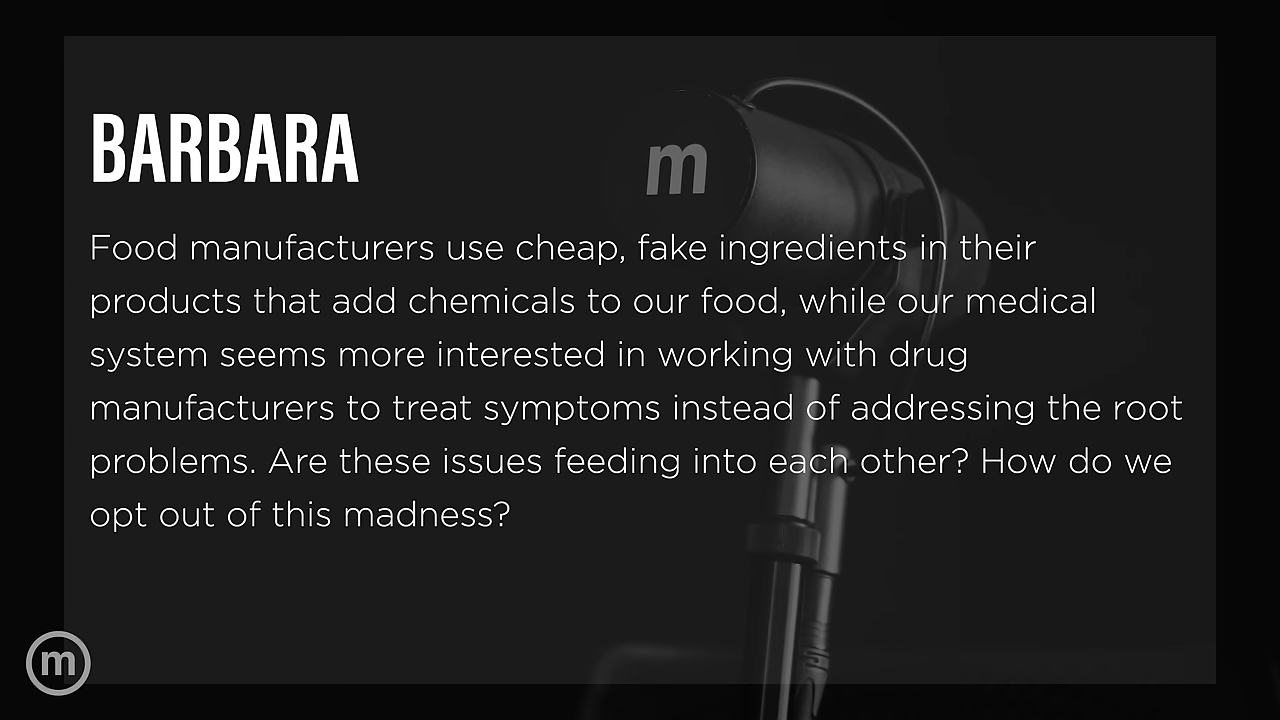 BARBARA
m
Food manufacturers use cheap, fake ingredients in their
products that add chemicals to our food, while our medical
system seems more interested in working with drug
manufacturers to treat symptoms instead of addressing the root
problems. Are these issues feeding into each other? How do we
opt out of this madness?
m